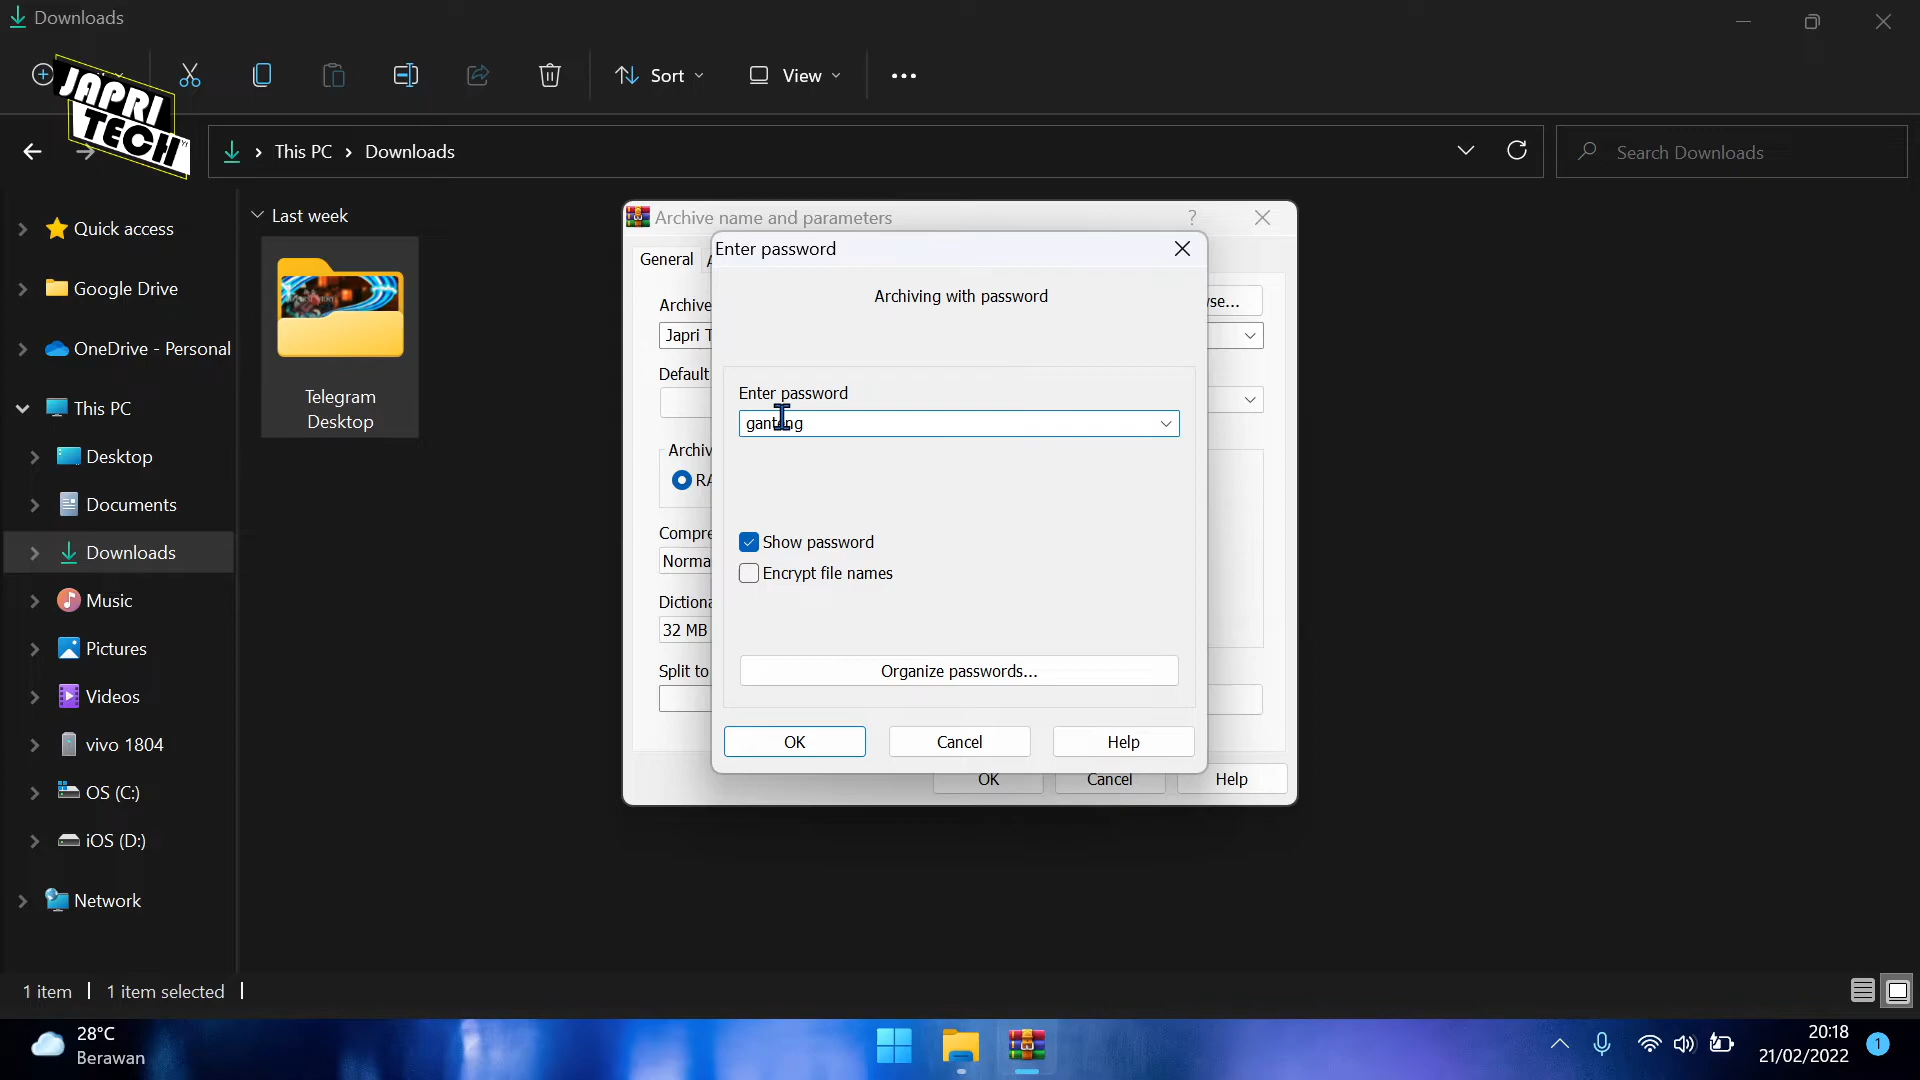 Downloads
Sort
View
JAPRI
TECH
This PC
Downloads
Search Downloads
Quick access
Google Drive
OneDrive - Personal
This PC
Desktop
Documents
Downloads
Music
Pictures
Videos
vivo 1804
OS (C:)
iOS (D:)
Network
Last week
Telegram
Desktop
Archive name and parameters
?
General
Archive
Japri T
Default
Archiv
RA
Compre
Norma
Dictiona
32 MB
Split to
OK
Cancel
Help
Enter password
Archiving with password
Enter password
ganteng
Show password
Encrypt file names
Organize passwords...
OK
Cancel
Help
1 item
1 item selected
28°C
Berawan
20:18
21/02/2022
1